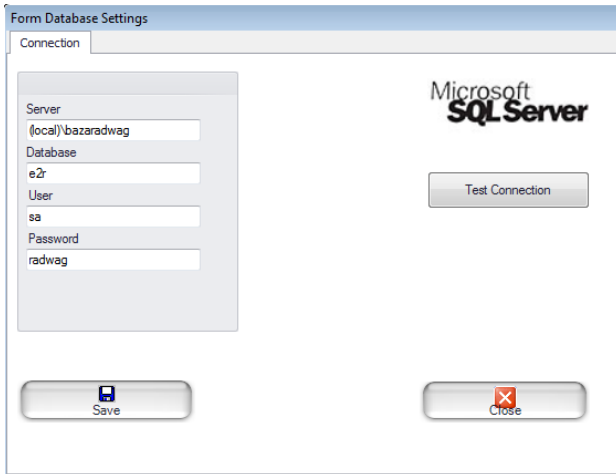 Form Database Settings
Connection
Server
(local)\bazaradwag
Database
e2r
User
sa
Password
radwag
Microsoft
SQL Server
Test Connection
Save
Close